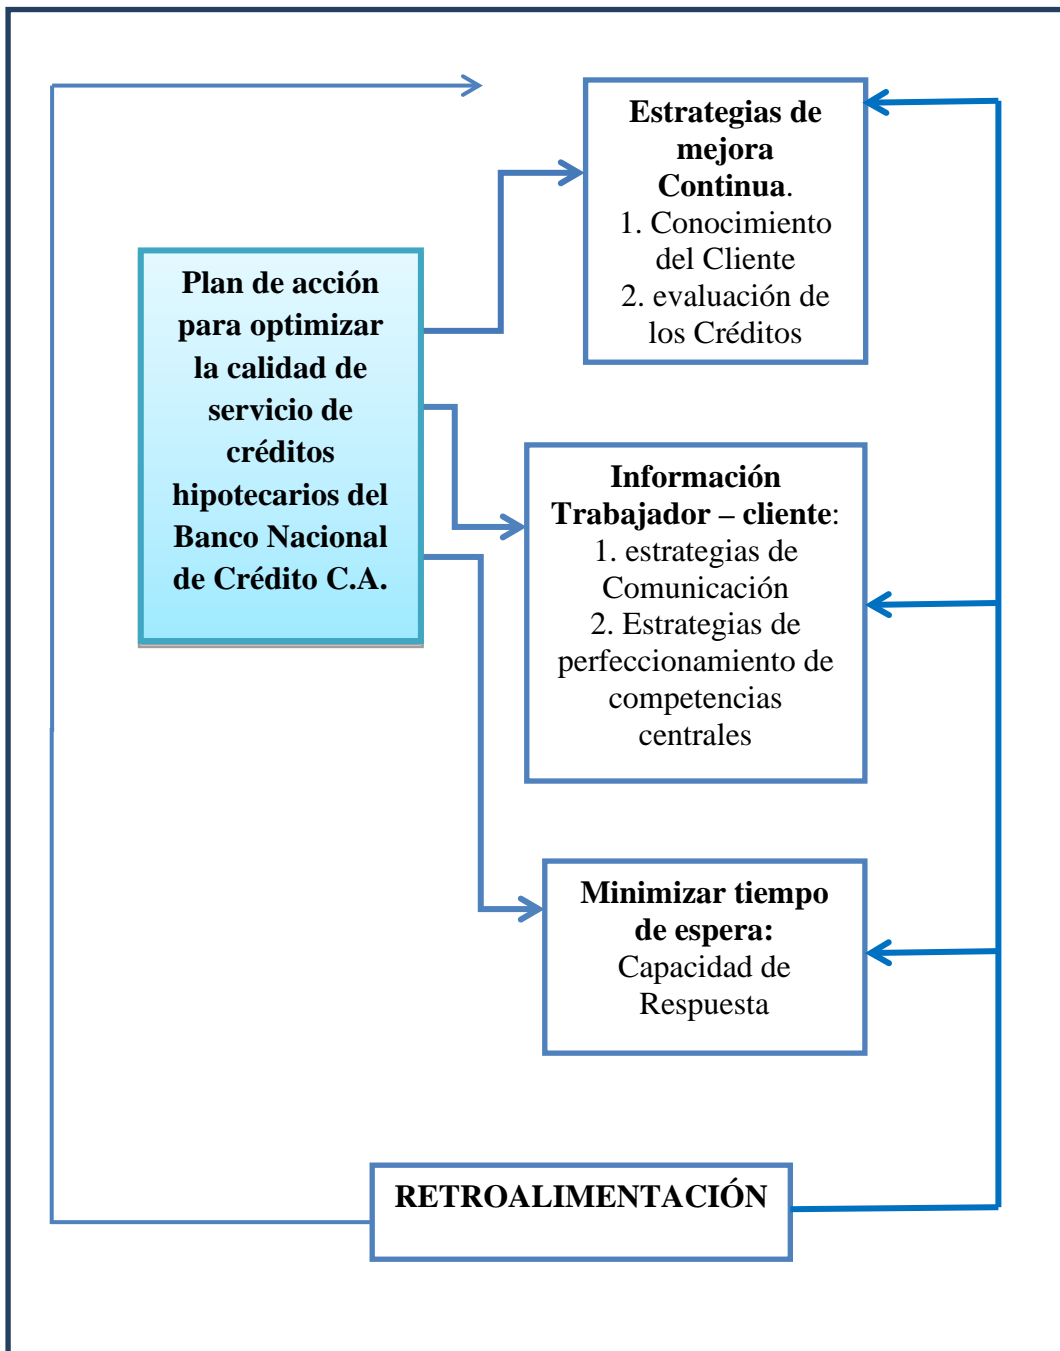 Estrategias de
mejora
Continua.
1. Conocimiento
del Cliente
2. evaluación de
los Créditos
Plan de acción
para optimizar
la calidad de
servicio de
créditos
hipotecarios del
Banco Nacional
de Crédito C.A.
Información
Trabajador – cliente:
1. estrategias de
Comunicación
2. Estrategias de
perfeccionamiento de
competencias
centrales
Minimizar tiempo
de espera:
Capacidad de
Respuesta
RETROALIMENTACIÓN